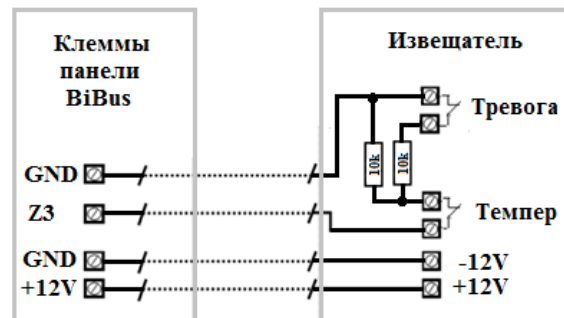 Клеммы
панели
BiBus
Извещатель
Тревога
10k
10k
GND
Z3
Темпер
GND
-12V
+12V
+12V